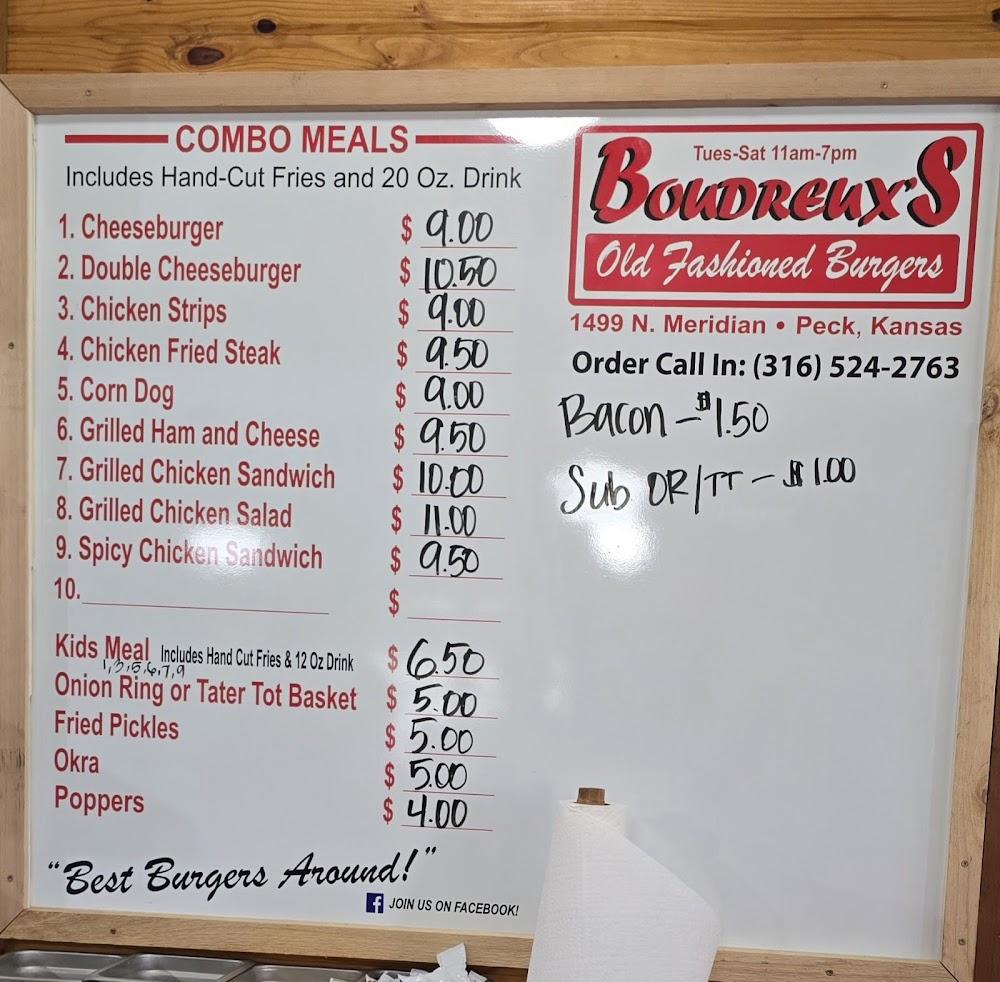 COMBO MEALS
Includes Hand-Cut Fries and 20 Oz. Drink
1. Cheeseburger $ 9.00
2. Double Cheeseburger $ 10.50
3. Chicken Strips $ 9.00
4. Chicken Fried Steak $ 9.50
5. Corn Dog $ 9.00
6. Grilled Ham and Cheese $ 9.50
7. Grilled Chicken Sandwich $ 10.00
8. Grilled Chicken Salad $ 11.00
9. Spicy Chicken Sandwich $ 9.50
10. $
Kids Meal Includes Hand Cut Fries & 12 Oz Drink $ 6.50
1,3,5,6,7,9
Onion Ring or Tater Tot Basket $ 5.00
Fried Pickles $ 5.00
Okra $ 5.00
Poppers $ 4.00
"Best Burgers Around!"
JOIN US ON FACEBOOK!
Tues-Sat 11am-7pm
BOUDREUX'S
Old Fashioned Burgers
1499 N. Meridian • Peck, Kansas
Order Call In: (316) 524-2763
Bacon - $1.50
Sub OR/TT - $1.00